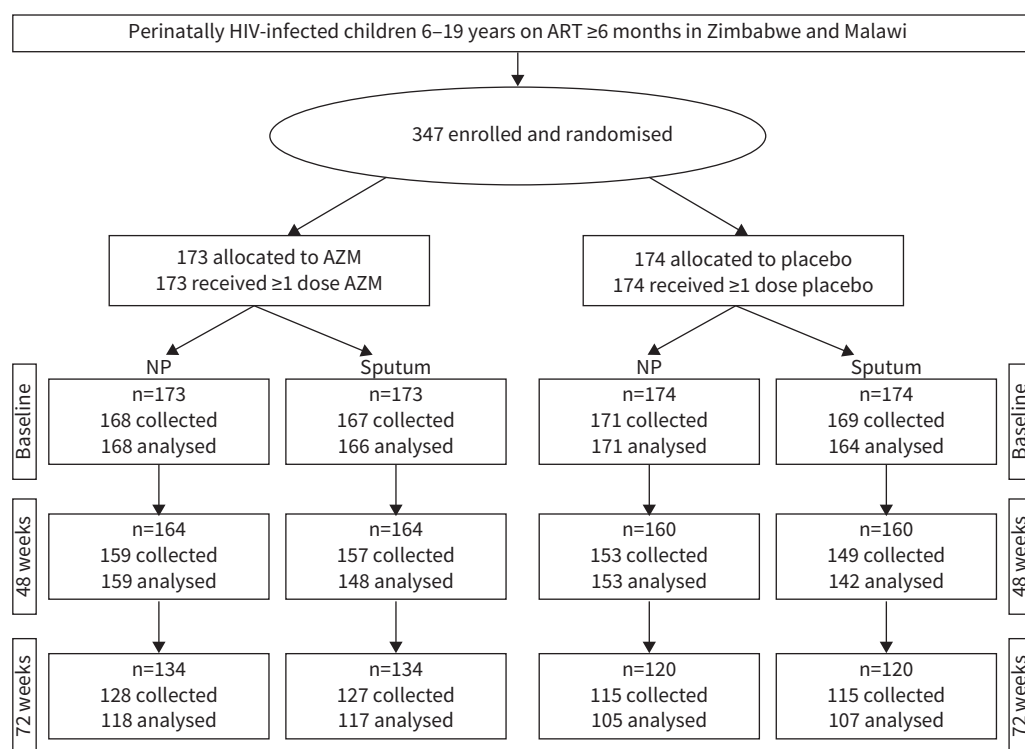 Perinatally HIV-infected children 6–19 years on ART ≥6 months in Zimbabwe and Malawi
347 enrolled and randomised
173 allocated to AZM
173 received ≥1 dose AZM
174 allocated to placebo
174 received ≥1 dose placebo
NP
Sputum
NP
Sputum
Baseline
n=173
168 collected
168 analysed
n=173
167 collected
166 analysed
n=174
171 collected
171 analysed
n=174
169 collected
164 analysed
Baseline
48 weeks
n=164
159 collected
159 analysed
n=164
157 collected
148 analysed
n=160
153 collected
153 analysed
n=160
149 collected
142 analysed
48 weeks
72 weeks
n=134
128 collected
118 analysed
n=134
127 collected
117 analysed
n=120
115 collected
105 analysed
n=120
115 collected
107 analysed
72 weeks